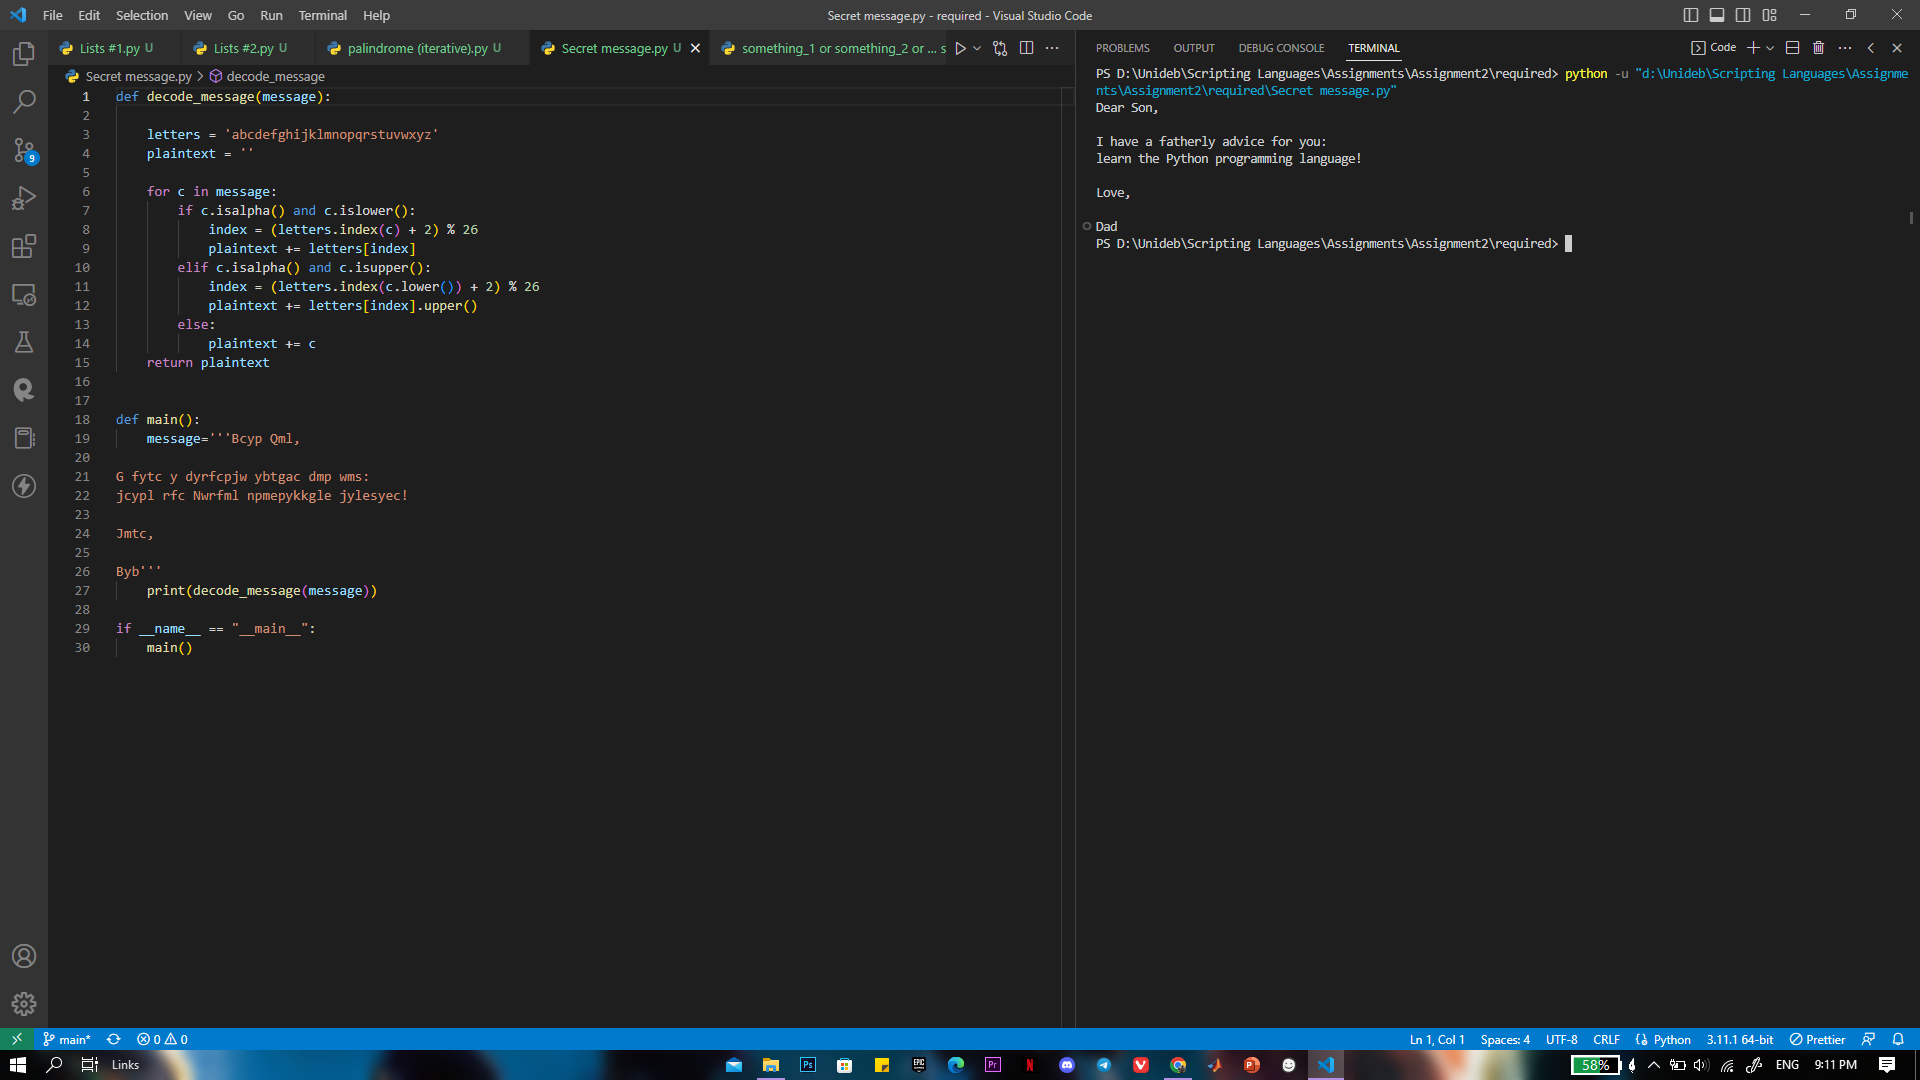 File Edit Selection View Go Run Terminal Help
Secret message.py - required - Visual Studio Code
Lists #1.py U
Lists #2.py U
palindrome (iterative).py U
Secret message.py U
something_1 or something_2 or ... s
Secret message.py > decode_message
1 def decode_message(message):
2
3 letters = 'abcdefghijklmnopqrstuvwxyz'
4 plaintext = ''
5
6 for c in message:
7 if c.isalpha() and c.islower():
8 index = (letters.index(c) + 2) % 26
9 plaintext += letters[index]
10 elif c.isalpha() and c.isupper():
11 index = (letters.index(c.lower()) + 2) % 26
12 plaintext += letters[index].upper()
13 else:
14 plaintext += c
15 return plaintext
16
17
18 def main():
19 message='''Bcyp Qml,
20
21 G fytc y dyrfcpjw ybtgac dmp wms:
22 jcypl rfc Nwrfml npmepykkgle jylesyec!
23
24 Jmtc,
25
26 Byb'''
27 print(decode_message(message))
28
29 if __name__ == "__main__":
30 main()
PROBLEMS OUTPUT DEBUG CONSOLE TERMINAL
Code
PS D:\Unideb\Scripting Languages\Assignments\Assignment2\required> python -u "d:\Unideb\Scripting Languages\Assignme
nts\Assignment2\required\Secret message.py"
Dear Son,
I have a fatherly advice for you:
learn the Python programming language!
Love,
Dad
PS D:\Unideb\Scripting Languages\Assignments\Assignment2\required>
9
main*
0 0
Ln 1, Col 1 Spaces: 4 UTF-8 CRLF Python 3.11.1 64-bit Prettier
Links
Ps
EPIC
Pr
N
58%
ENG
9:11 PM